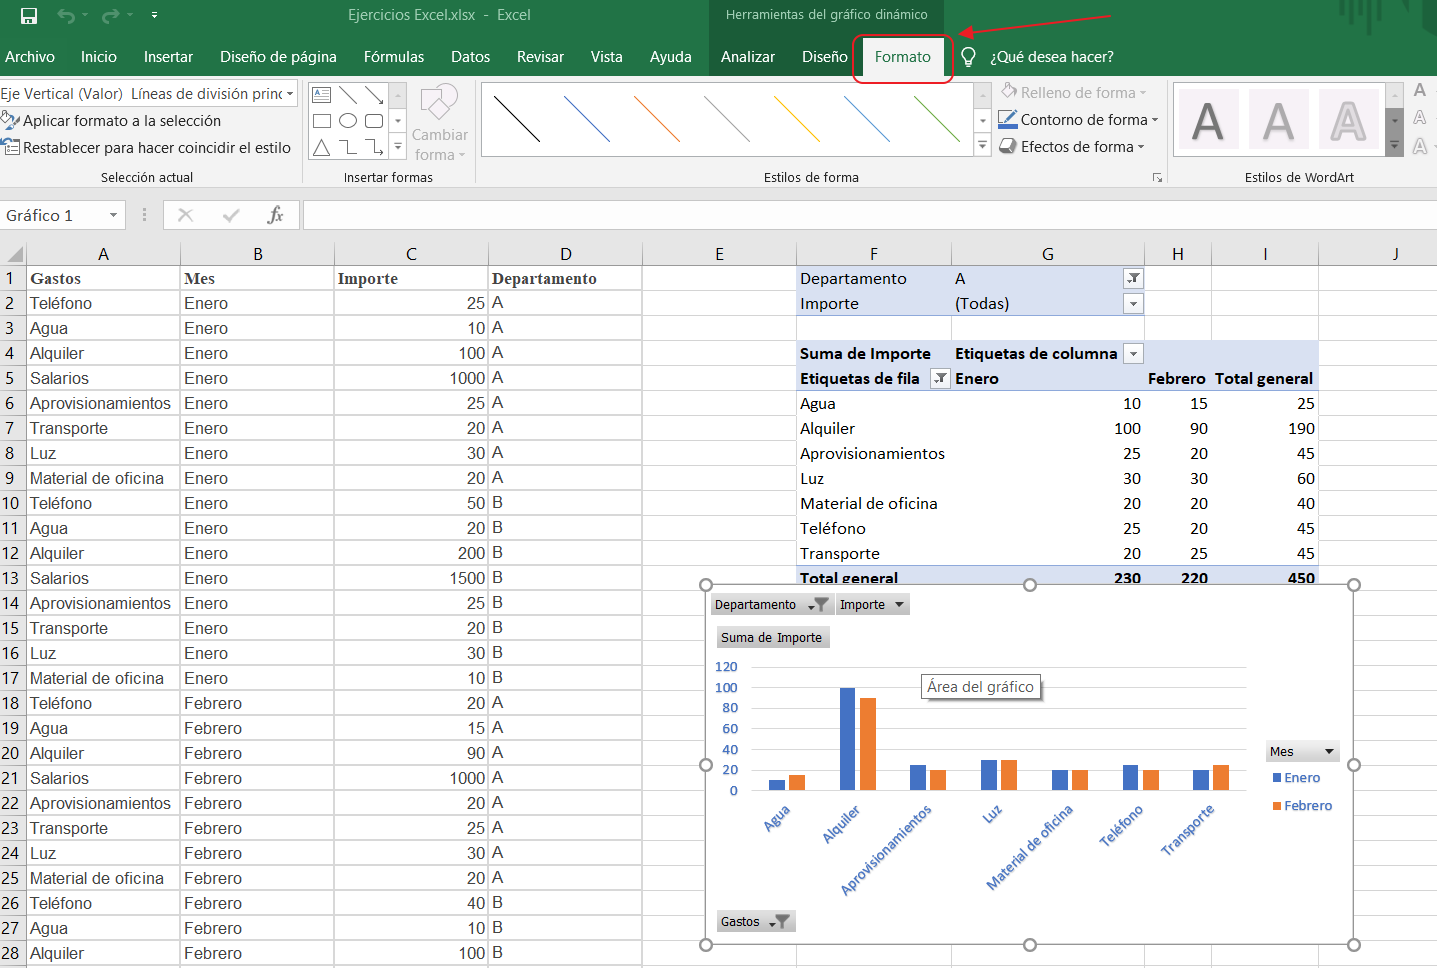 Ejercicios Excel.xlsx - Excel
Herramientas del gráfico dinámico
Archivo Inicio Insertar Diseño de página Fórmulas Datos Revisar Vista Ayuda Analizar Diseño Formato ¿Qué desea hacer?
Eje Vertical (Valor) Líneas de división princ
Aplicar formato a la selección
Restablecer para hacer coincidir el estilo
Selección actual
Cambiar
forma
Insertar formas
Estilos de forma
Relleno de forma
Contorno de forma
Efectos de forma
A A A
A
A
A
Estilos de WordArt
Gráfico 1 fx
A B C D E F G H I J
1 Gastos Mes Importe Departamento Departamento A
2 Teléfono Enero 25 A Importe (Todas)
3 Agua Enero 10 A
4 Alquiler Enero 100 A Suma de Importe Etiquetas de columna
5 Salarios Enero 1000 A Etiquetas de fila Enero Febrero Total general
6 Aprovisionamientos Enero 25 A Agua 10 15 25
7 Transporte Enero 20 A Alquiler 100 90 190
8 Luz Enero 30 A Aprovisionamientos 25 20 45
9 Material de oficina Enero 20 A Luz 30 30 60
10 Teléfono Enero 50 B Material de oficina 20 20 40
11 Agua Enero 20 B Teléfono 25 20 45
12 Alquiler Enero 200 B Transporte 20 25 45
13 Salarios Enero 1500 B Total general 230 220 450
14 Aprovisionamientos Enero 25 B
15 Transporte Enero 20 B
16 Luz Enero 30 B
17 Material de oficina Enero 10 B
18 Teléfono Febrero 20 A
19 Agua Febrero 15 A
20 Alquiler Febrero 90 A
21 Salarios Febrero 1000 A
22 Aprovisionamientos Febrero 20 A
23 Transporte Febrero 25 A
24 Luz Febrero 30 A
25 Material de oficina Febrero 20 A
26 Teléfono Febrero 40 B
27 Agua Febrero 10 B
28 Alquiler Febrero 100 B
Departamento Importe
Suma de Importe
120
100
80
60
40
20
0
Área del gráfico
Agua
Alquiler
Aprovisionamientos
Luz
Material de oficina
Teléfono
Transporte
Mes
Enero
Febrero
Gastos